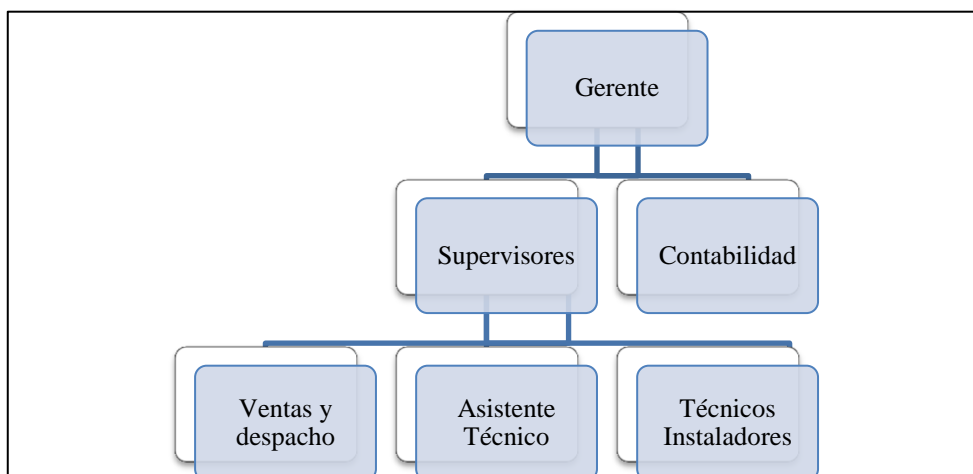 Gerente
Supervisores
Contabilidad
Ventas y
despacho
Asistente
Técnico
Técnicos
Instaladores